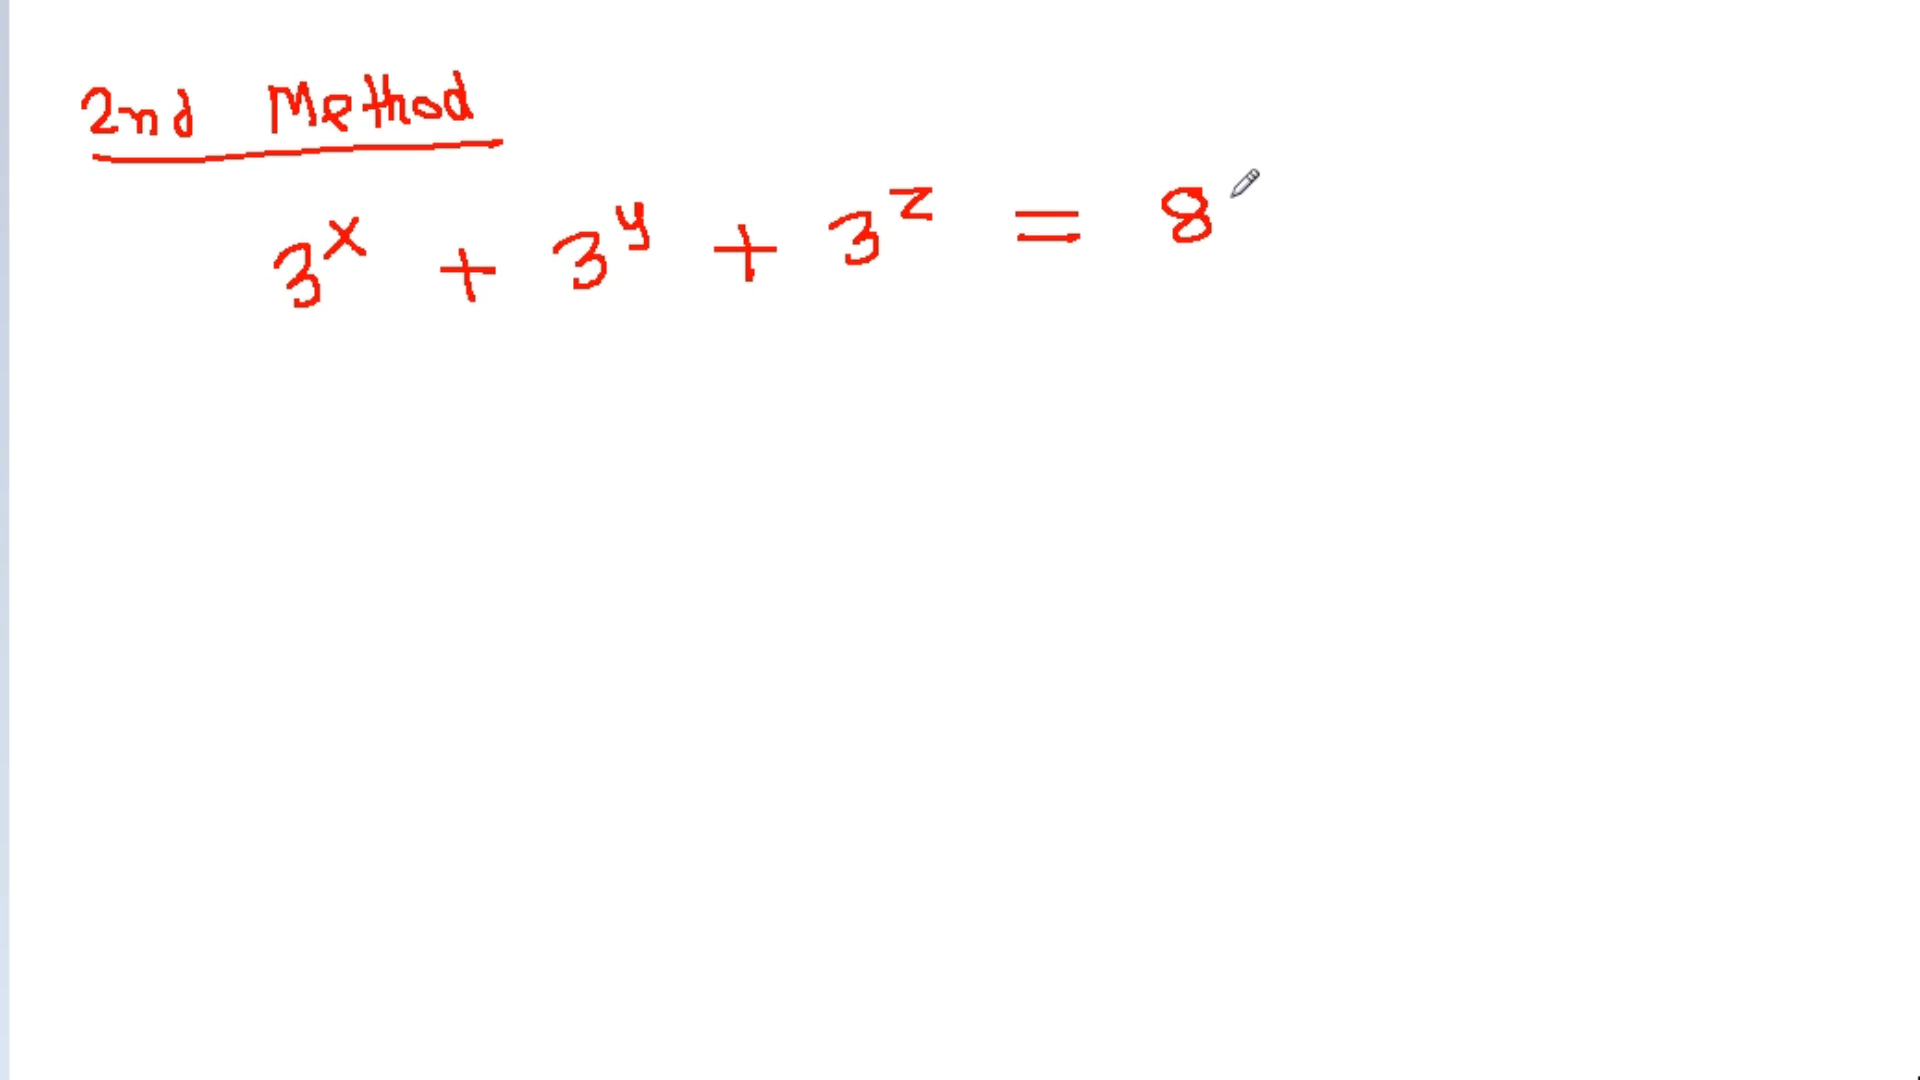 2nd Method
3^x + 3^y + 3^z = 8